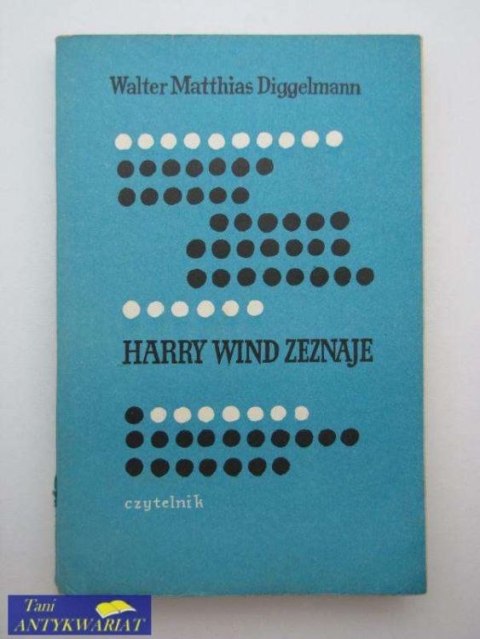 Walter Matthias Diggelmann
HARRY WIND ZEZNAJE
czytelnik
Tani
ANTYKWARIAT